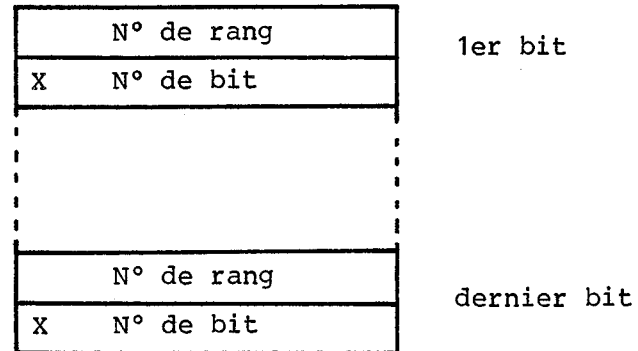 N° de rang
1er bit
X N° de bit
N° de rang
dernier bit
X N° de bit